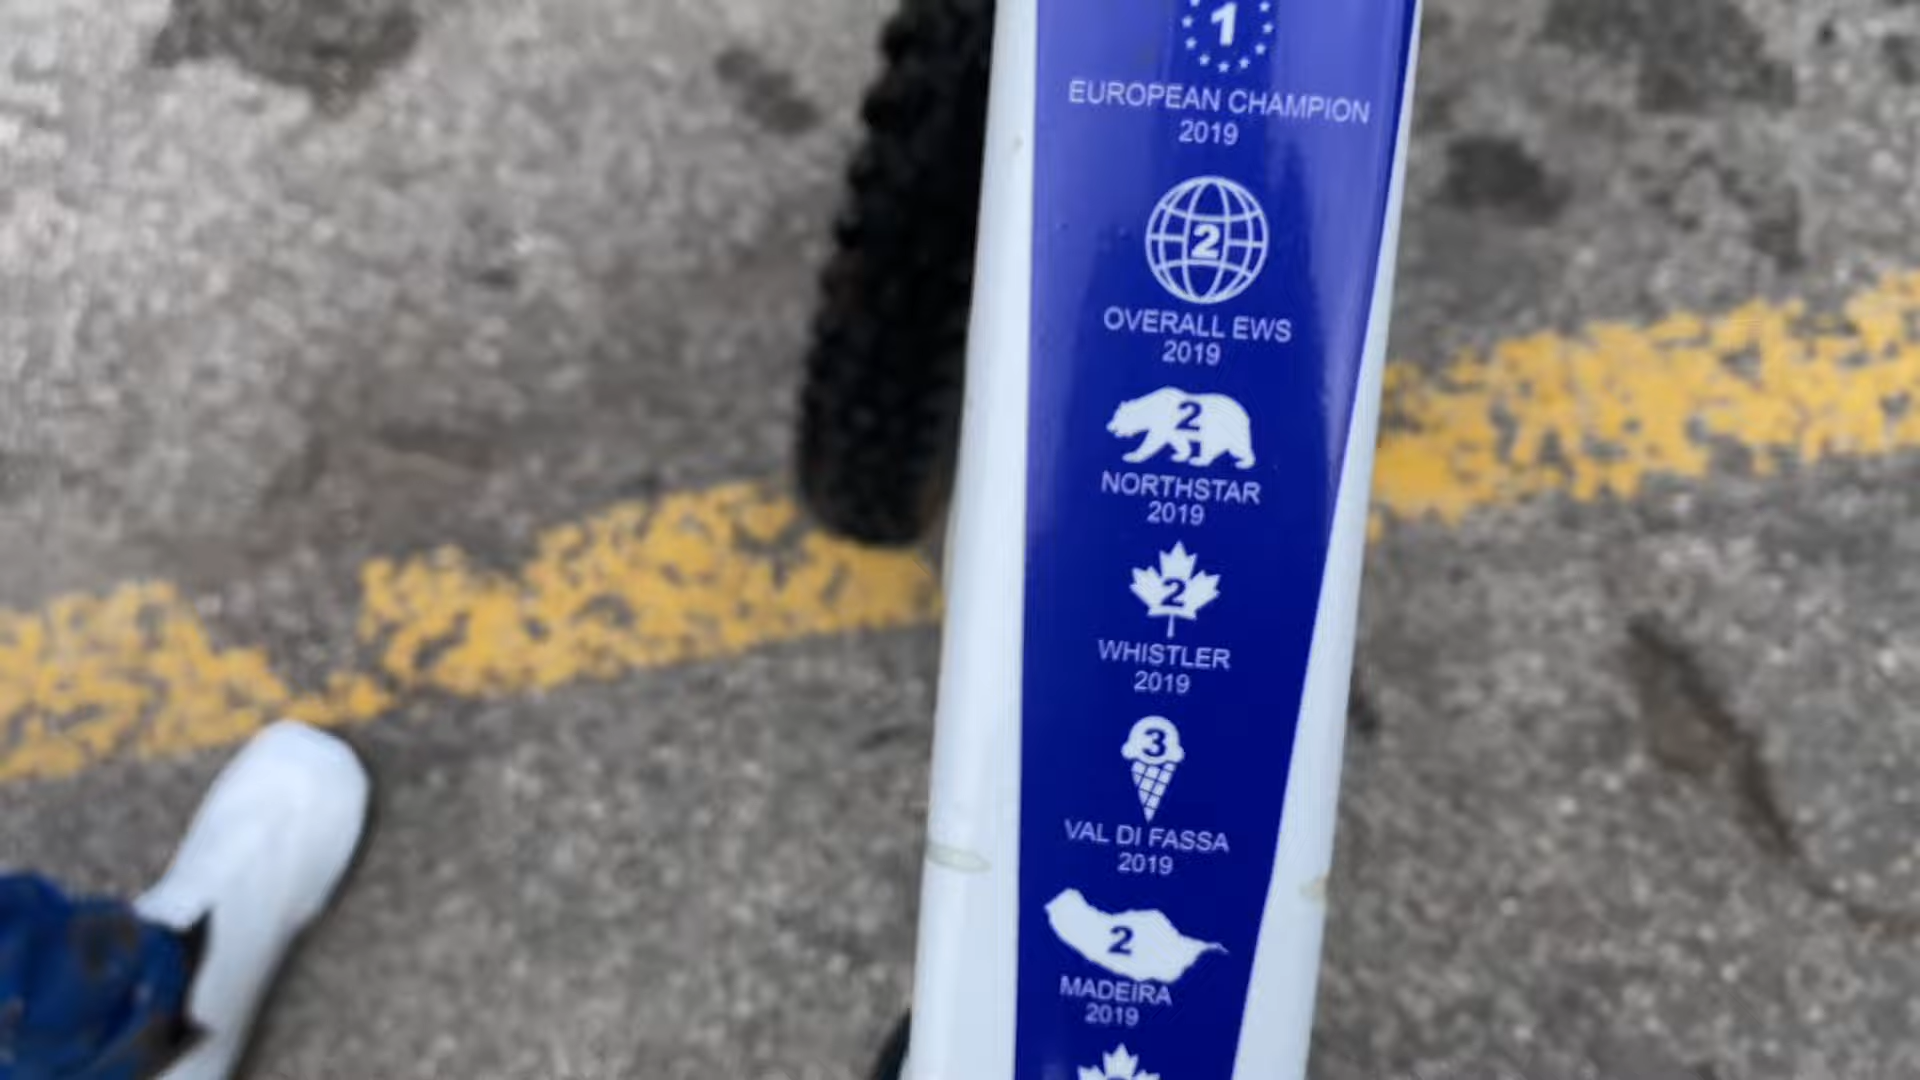 1
EUROPEAN CHAMPION
2019
2
OVERALL EWS
2019
2
NORTHSTAR
2019
2
WHISTLER
2019
3
VAL DI FASSA
2019
2
MADEIRA
2019